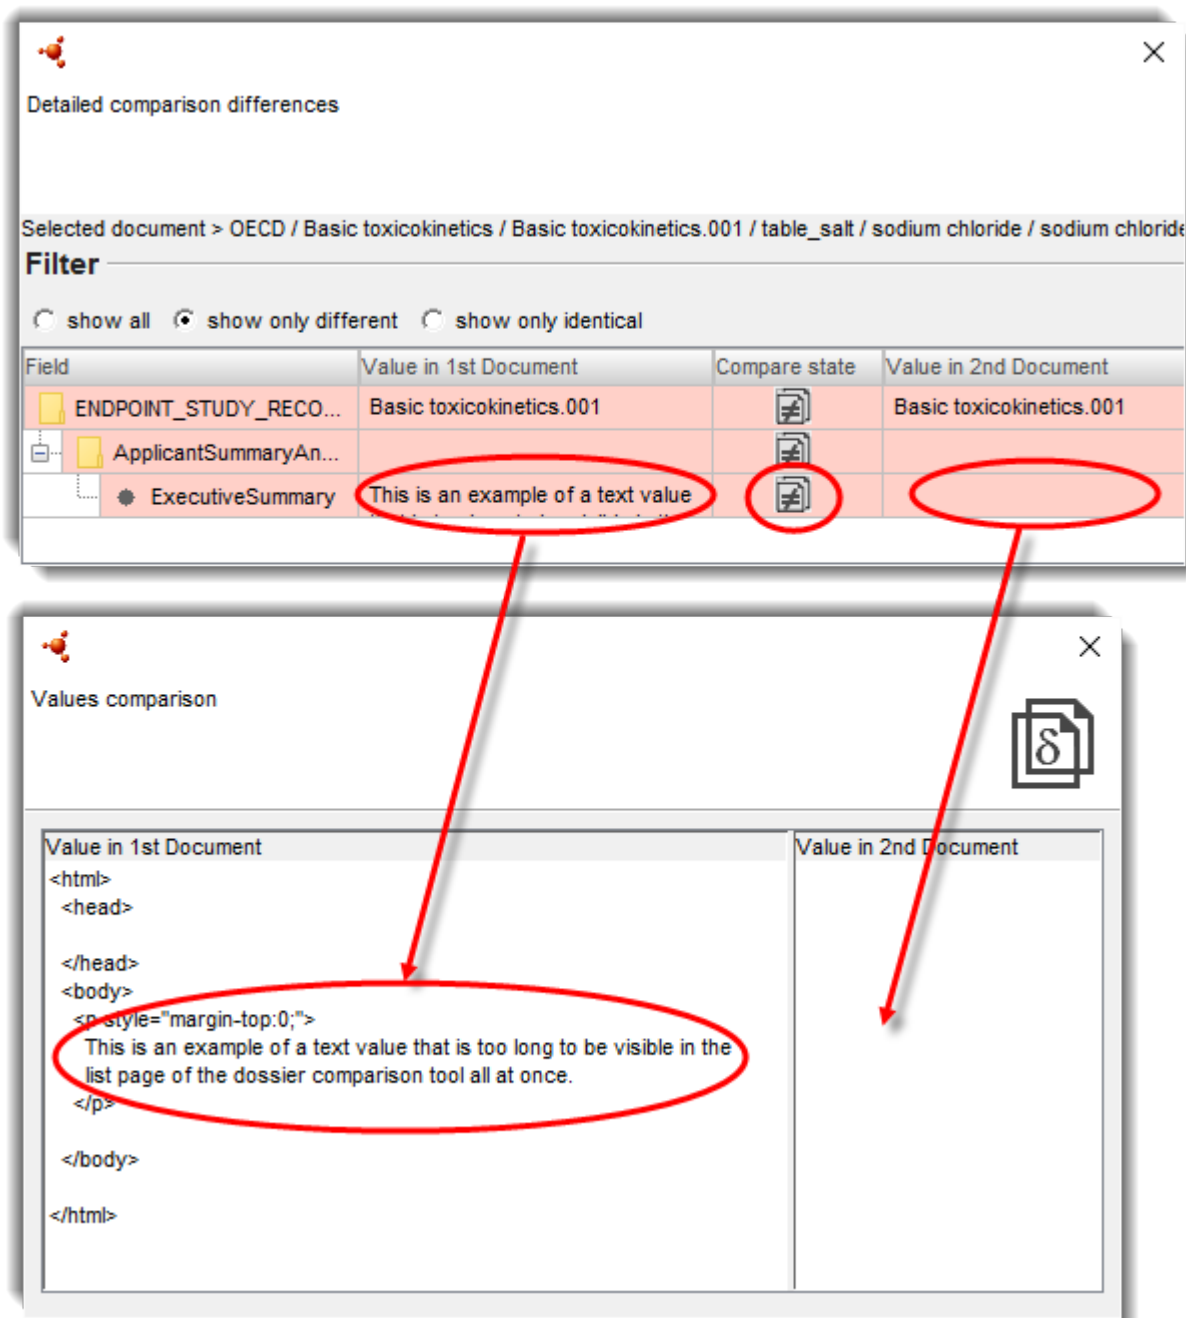 Detailed comparison differences
Selected document > OECD / Basic toxicokinetics / Basic toxicokinetics.001 / table_salt / sodium chloride / sodium chloride
Filter
show all show only different show only identical
Field Value in 1st Document Compare state Value in 2nd Document
ENDPOINT_STUDY_RECO... Basic toxicokinetics.001 ≠ Basic toxicokinetics.001
ApplicantSummaryAn... ≠
ExecutiveSummary This is an example of a text value ≠
Values comparison
δ
Value in 1st Document Value in 2nd Document
<html>
<head>
</head>
<body>
<p style="margin-top:0;">
This is an example of a text value that is too long to be visible in the
list page of the dossier comparison tool all at once.
</p>
</body>
</html>